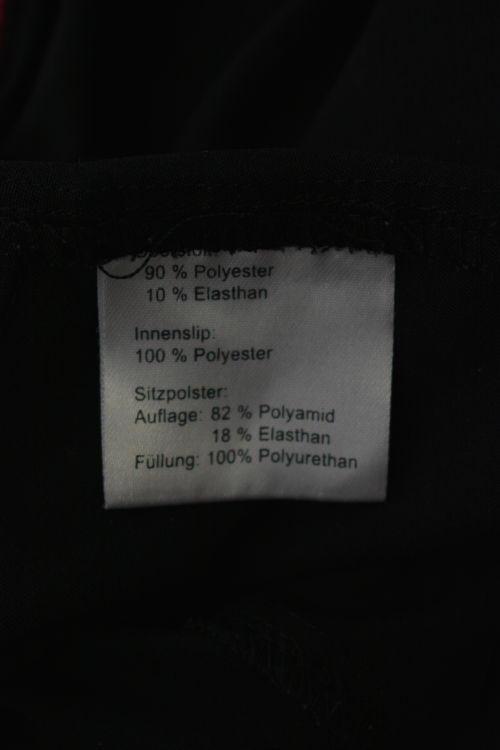 90 % Polyester
10 % Elasthan
Innenslip:
100 % Polyester
Sitzpolster:
Auflage: 82 % Polyamid
18 % Elasthan
Füllung: 100% Polyurethan